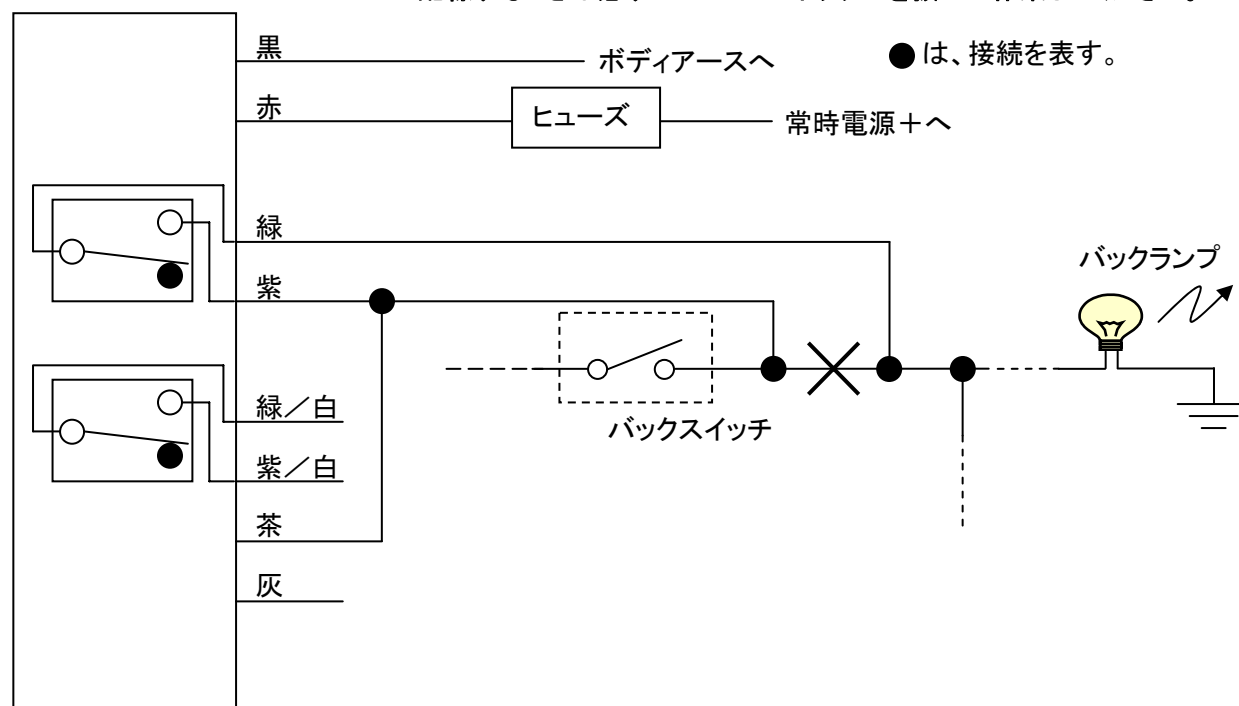 黒
ボディアースへ
●は、接続を表す。
赤
ヒューズ
常時電源＋へ
緑
バックランプ
紫
緑／白
バックスイッチ
紫／白
茶
灰